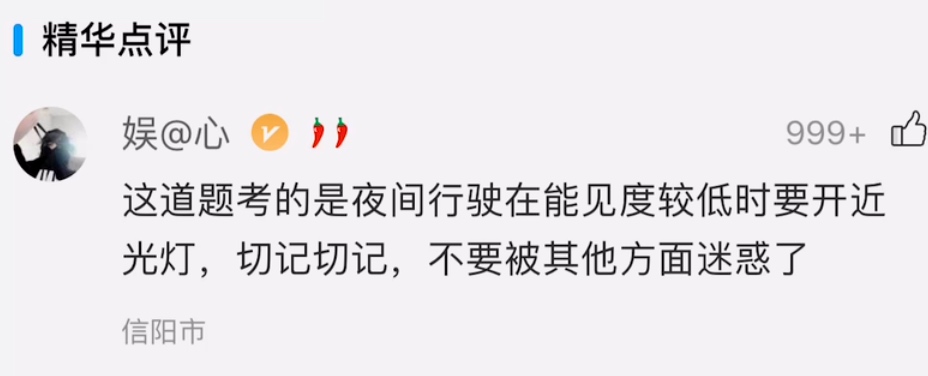 精华点评
娱@心 999+
这道题考的是夜间行驶在能见度较低时要开近
光灯，切记切记，不要被其他方面迷惑了
信阳市